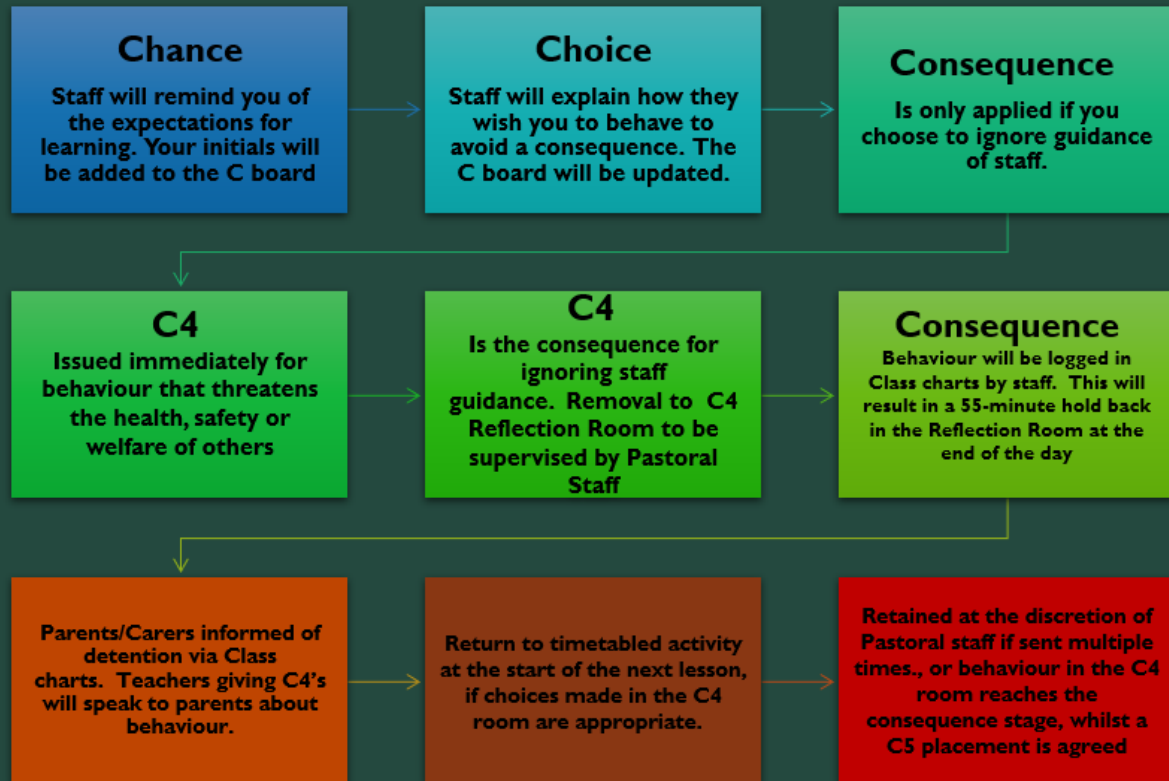 Chance
Staff will remind you of
the expectations for
learning. Your initials will
be added to the C board
Choice
Staff will explain how they
wish you to behave to
avoid a consequence. The
C board will be updated.
Consequence
Is only applied if you
choose to ignore guidance
of staff.
C4
Issued immediately for
behaviour that threatens
the health, safety or
welfare of others
C4
Is the consequence for
ignoring staff
guidance. Removal to C4
Reflection Room to be
supervised by Pastoral
Staff
Consequence
Behaviour will be logged in
Class charts by staff. This will
result in a 55-minute hold back
in the Reflection Room at the
end of the day
Parents/Carers informed of
detention via Class
charts. Teachers giving C4's
will speak to parents about
behaviour.
Return to timetabled activity
at the start of the next lesson,
if choices made in the C4
room are appropriate.
Retained at the discretion of
Pastoral staff if sent multiple
times., or behaviour in the C4
room reaches the
consequence stage, whilst a
C5 placement is agreed